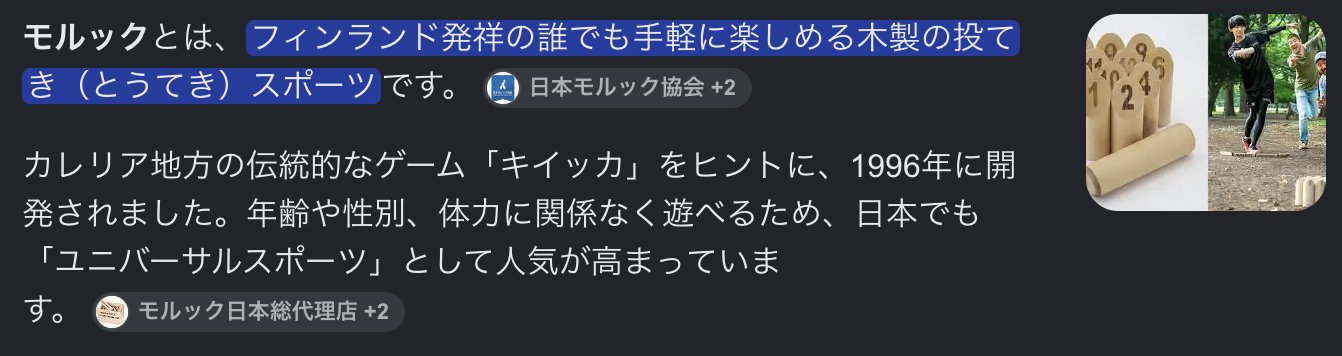 モルックとは、フィンランド発祥の誰でも手軽に楽しめる木製の投て
き（とうてき）スポーツです。 日本モルック協会 +2
カレリア地方の伝統的なゲーム「キイッカ」をヒントに、1996年に開
発されました。年齢や性別、体力に関係なく遊べるため、日本でも
「ユニバーサルスポーツ」として人気が高まっていま
す。 モルック日本総代理店 +2